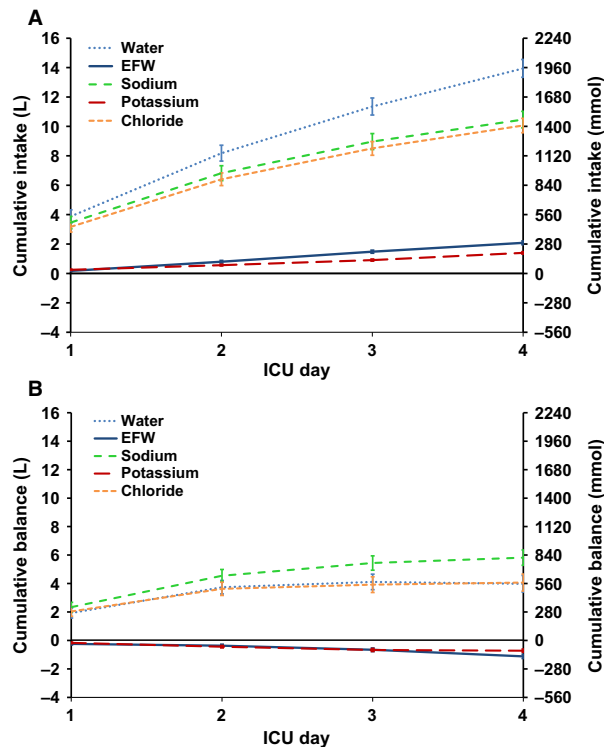 A
16
14
12
10
8
6
4
2
0
–2
–4
Cumulative intake (L)
Water
EFW
Sodium
Potassium
Chloride
2240
1960
1680
1400
1120
840
560
280
0
–280
–560
Cumulative intake (mmol)
1 2 3 4
ICU day
B
16
14
12
10
8
6
4
2
0
–2
–4
Cumulative balance (L)
Water
EFW
Sodium
Potassium
Chloride
2240
1960
1680
1400
1120
840
560
280
0
–280
–560
Cumulative balance (mmol)
1 2 3 4
ICU day